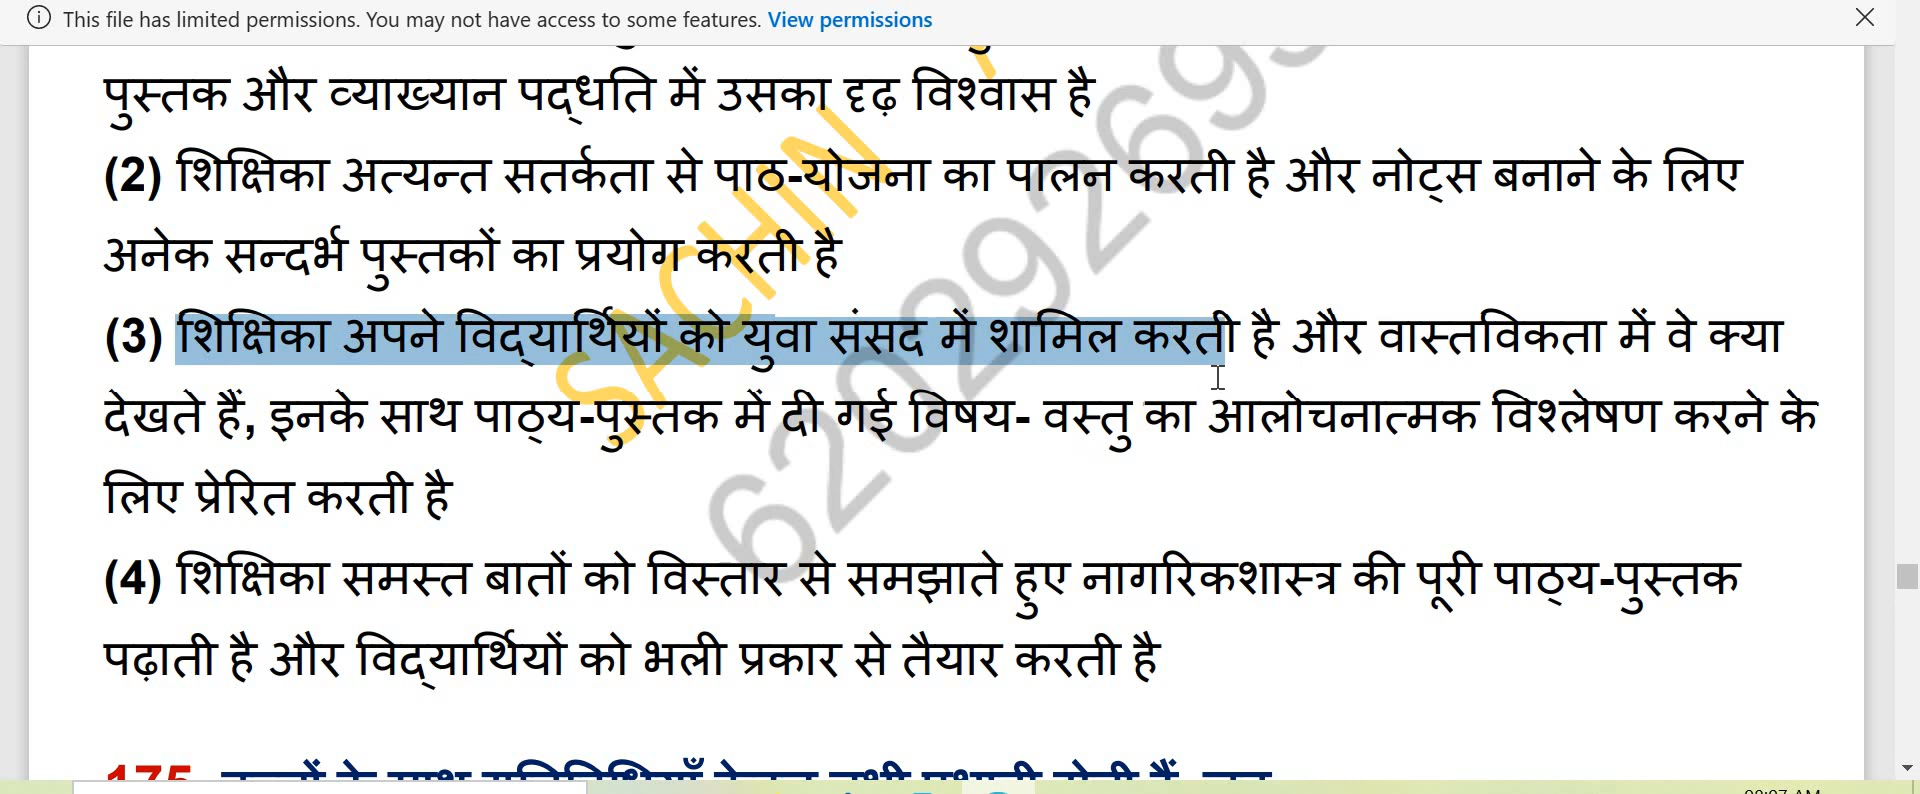 This file has limited permissions. You may not have access to some features. View permissions
पुस्तक और व्याख्यान पद्धति में उसका दृढ़ विश्वास है
(2) शिक्षिका अत्यन्त सतर्कता से पाठ-योजना का पालन करती है और नोट्स बनाने के लिए
अनेक सन्दर्भ पुस्तकों का प्रयोग करती है
(3) शिक्षिका अपने विद्यार्थियों को युवा संसद में शामिल करती है और वास्तविकता में वे क्या
देखते हैं, इनके साथ पाठ्य-पुस्तक में दी गई विषय- वस्तु का आलोचनात्मक विश्लेषण करने के
लिए प्रेरित करती है
(4) शिक्षिका समस्त बातों को विस्तार से समझाते हुए नागरिकशास्त्र की पूरी पाठ्य-पुस्तक
पढ़ाती है और विद्यार्थियों को भली प्रकार से तैयार करती है
SACHIN
62029269